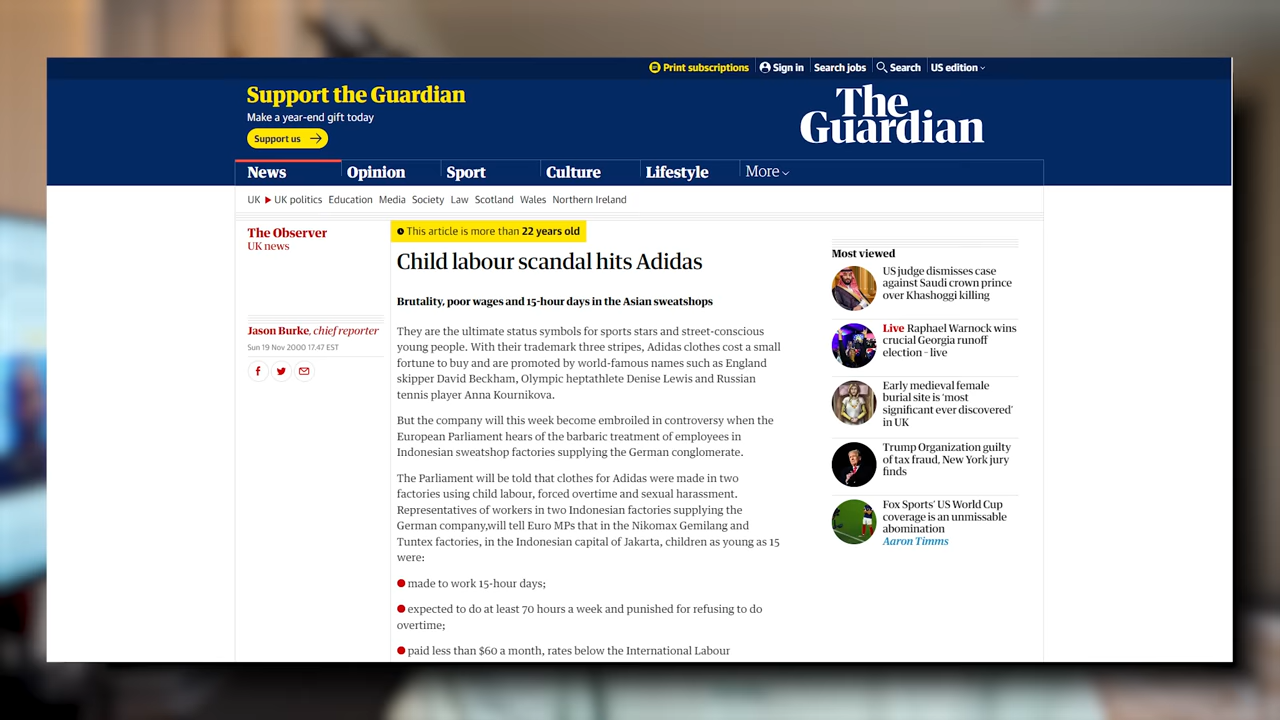 Print subscriptions
Sign in
Search jobs
Search
US edition
Support the Guardian
Make a year-end gift today
Support us
The
Guardian
News
Opinion
Sport
Culture
Lifestyle
More
UK
UK politics
Education
Media
Society
Law
Scotland
Wales
Northern Ireland
The Observer
UK news
Jason Burke, chief reporter
Sun 19 Nov 2000 17.47 EST
This article is more than 22 years old
Child labour scandal hits Adidas
Brutality, poor wages and 15-hour days in the Asian sweatshops
They are the ultimate status symbols for sports stars and street-conscious
young people. With their trademark three stripes, Adidas clothes cost a small
fortune to buy and are promoted by world-famous names such as England
skipper David Beckham, Olympic heptathlete Denise Lewis and Russian
tennis player Anna Kournikova.
But the company will this week become embroiled in controversy when the
European Parliament hears of the barbaric treatment of employees in
Indonesian sweatshop factories supplying the German conglomerate.
The Parliament will be told that clothes for Adidas were made in two
factories using child labour, forced overtime and sexual harassment.
Representatives of workers in two Indonesian factories supplying the
German company,will tell Euro MPs that in the Nikomax Gemilang and
Tuntex factories, in the Indonesian capital of Jakarta, children as young as 15
were:
made to work 15-hour days;
expected to do at least 70 hours a week and punished for refusing to do
overtime;
paid less than $60 a month, rates below the International Labour
Most viewed
US judge dismisses case
against Saudi crown prince
over Khashoggi killing
Live Raphael Warnock wins
crucial Georgia runoff
election – live
Early medieval female
burial site is 'most
significant ever discovered'
in UK
Trump Organization guilty
of tax fraud, New York jury
finds
Fox Sports' US World Cup
coverage is an unmissable
abomination
Aaron Timms